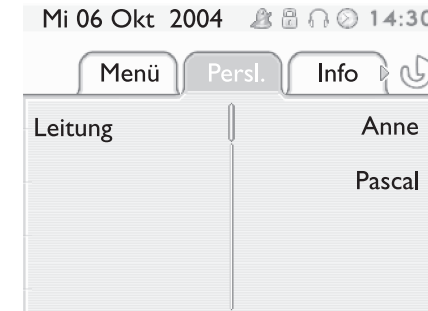 Mi 06 Okt 2004 14:30
Menü Persl. Info
Leitung Anne
Pascal